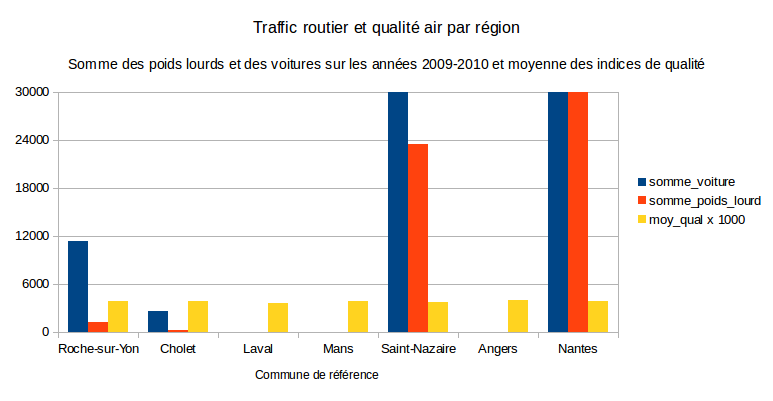 Traffic routier et qualité air par région
Somme des poids lourds et des voitures sur les années 2009-2010 et moyenne des indices de qualité
30000
24000
18000
12000
6000
0
somme_voiture
somme_poids_lourd
moy_qual x 1000
Roche-sur-Yon Cholet Laval Mans Saint-Nazaire Angers Nantes
Commune de référence